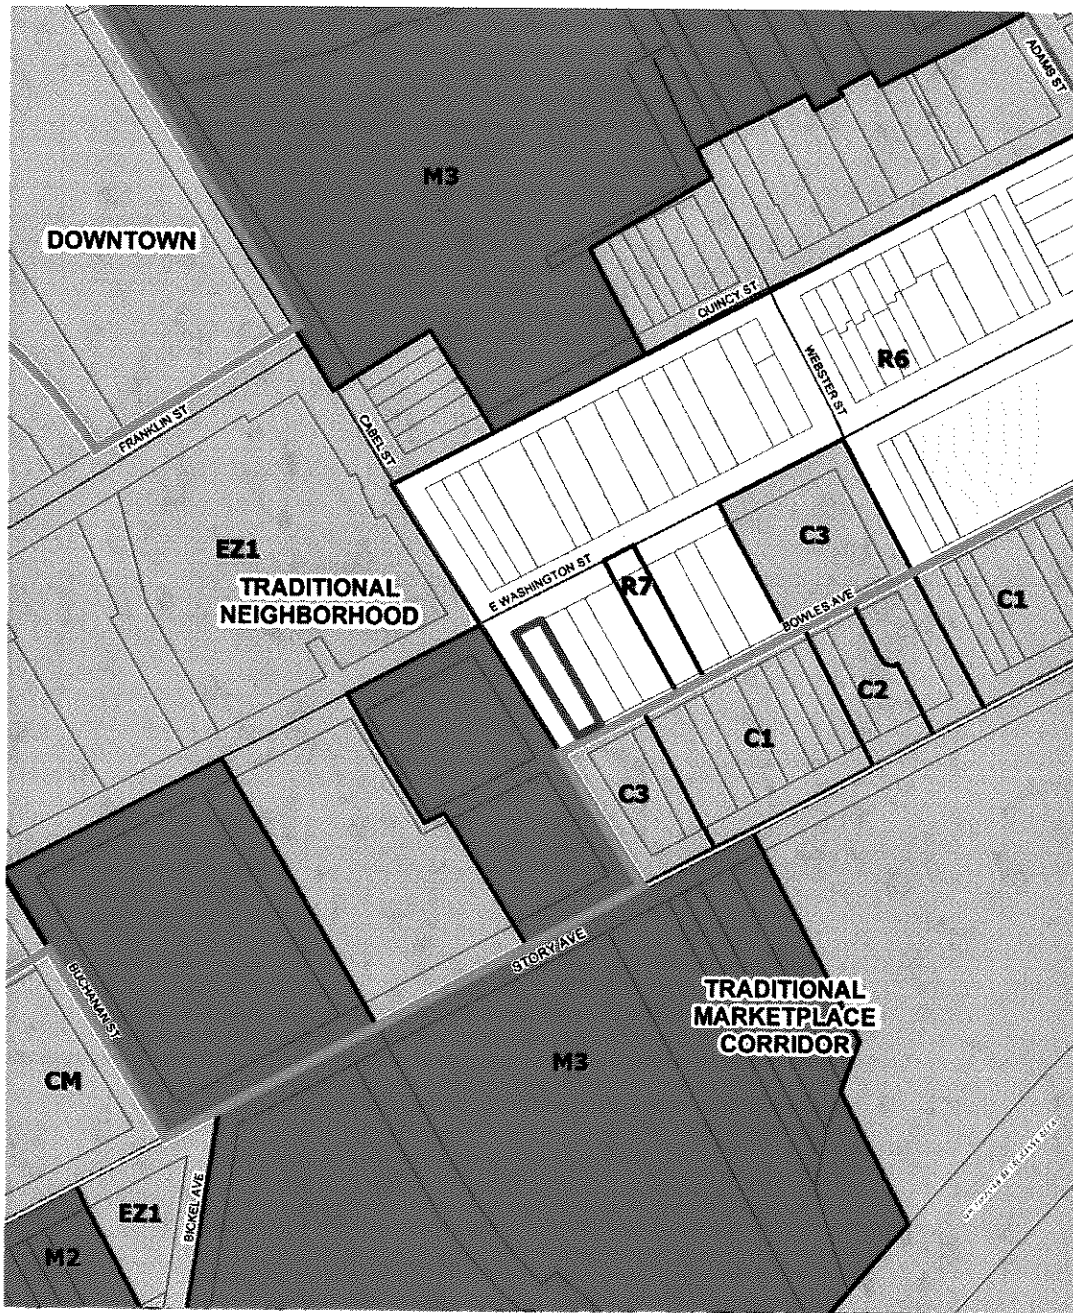 ADAMS ST
M3
DOWNTOWN
QUINCY ST
WEBSTER ST
R6
FRANKLIN ST
CABEL ST
EZ1
TRADITIONAL
NEIGHBORHOOD
C3
E WASHINGTON ST
R7
BOWLES AVE
C1
C2
C1
C3
STORY AVE
BUCHANAN ST
TRADITIONAL
MARKETPLACE
CORRIDOR
M3
CM
EZ1
BICKEL AVE
M2